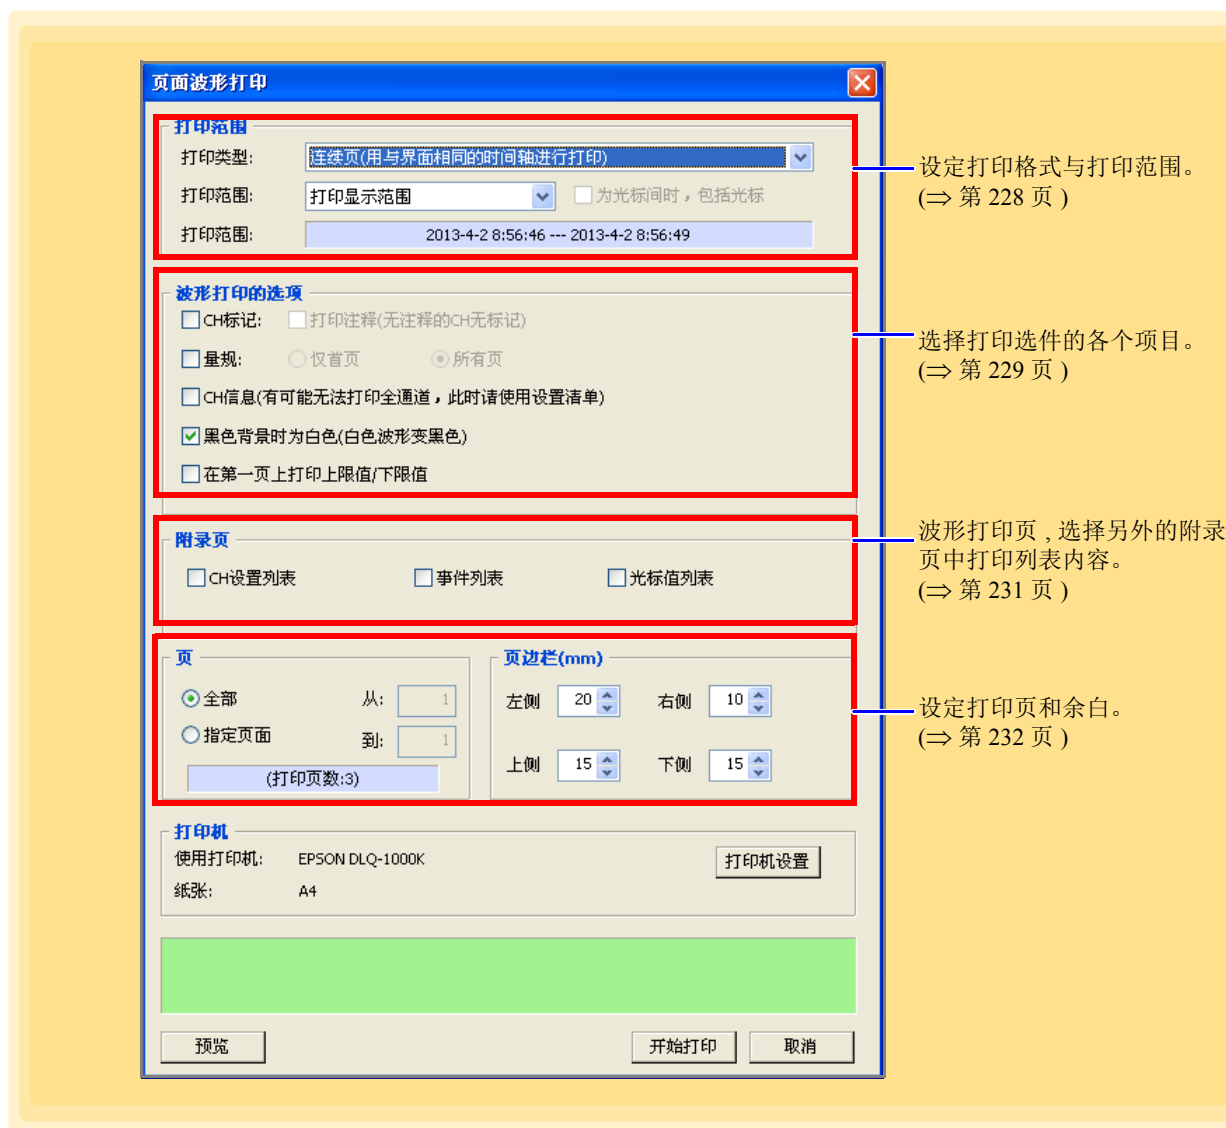 页面波形打印
打印范围
打印类型: 连续页(用与界面相同的时间轴进行打印)
打印范围: 打印显示范围 为光标间时，包括光标
打印范围: 2013-4-2 8:56:46 --- 2013-4-2 8:56:49
设定打印格式与打印范围。
(⇒ 第 228 页 )
波形打印的选项
CH标记: 打印注释(无注释的CH无标记)
量规: 仅首页 所有页
CH信息(有可能无法打印全通道，此时请使用设置清单)
黑色背景时为白色(白色波形变黑色)
在第一页上打印上限值/下限值
选择打印选件的各个项目。
(⇒ 第 229 页 )
附录页
CH设置列表 事件列表 光标值列表
波形打印页 , 选择另外的附录
页中打印列表内容。
(⇒ 第 231 页 )
页
全部 从: 1
指定页面 到: 1
(打印页数:3)
页边栏(mm)
左侧 20 右侧 10
上侧 15 下侧 15
设定打印页和余白。
(⇒ 第 232 页 )
打印机
使用打印机: EPSON DLQ-1000K 打印机设置
纸张: A4
预览 开始打印 取消